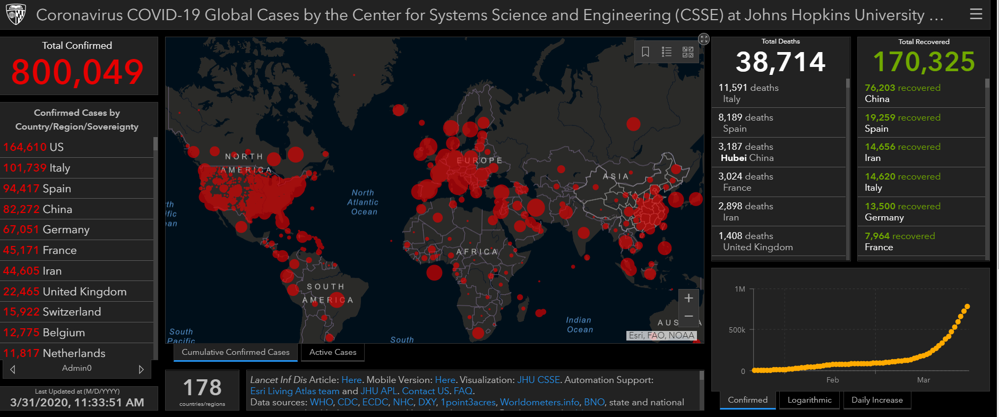 Coronavirus COVID-19 Global Cases by the Center for Systems Science and Engineering (CSSE) at Johns Hopkins University ...
Total Confirmed
800,049
Confirmed Cases by
Country/Region/Sovereignty
164,610 US
101,739 Italy
94,417 Spain
82,272 China
67,051 Germany
45,171 France
44,605 Iran
22,465 United Kingdom
15,922 Switzerland
12,775 Belgium
11,817 Netherlands
Admin0
Last Updated at (M/D/YYYY)
3/31/2020, 11:33:51 AM
NORTH
AMERICA
EUROPE
ASIA
North
Atlantic
Ocean
AFRICA
SOUTH
AMERICA
Indian
Ocean
South
Pacific
South
Esri, FAO, NOAA
Cumulative Confirmed Cases
Active Cases
178
countries/regions
Lancet Inf Dis Article: Here. Mobile Version: Here. Visualization: JHU CSSE. Automation Support:
Esri Living Atlas team and JHU APL. Contact US. FAQ.
Data sources: WHO, CDC, ECDC, NHC, DXY, 1point3acres, Worldometers.info, BNO, state and national
Total Deaths
38,714
11,591 deaths
Italy
8,189 deaths
Spain
3,187 deaths
Hubei China
3,024 deaths
France
2,898 deaths
Iran
1,408 deaths
United Kingdom
Total Recovered
170,325
76,203 recovered
China
19,259 recovered
Spain
14,656 recovered
Iran
14,620 recovered
Italy
13,500 recovered
Germany
7,964 recovered
France
1M
500k
0
Feb
Mar
Confirmed
Logarithmic
Daily Increase